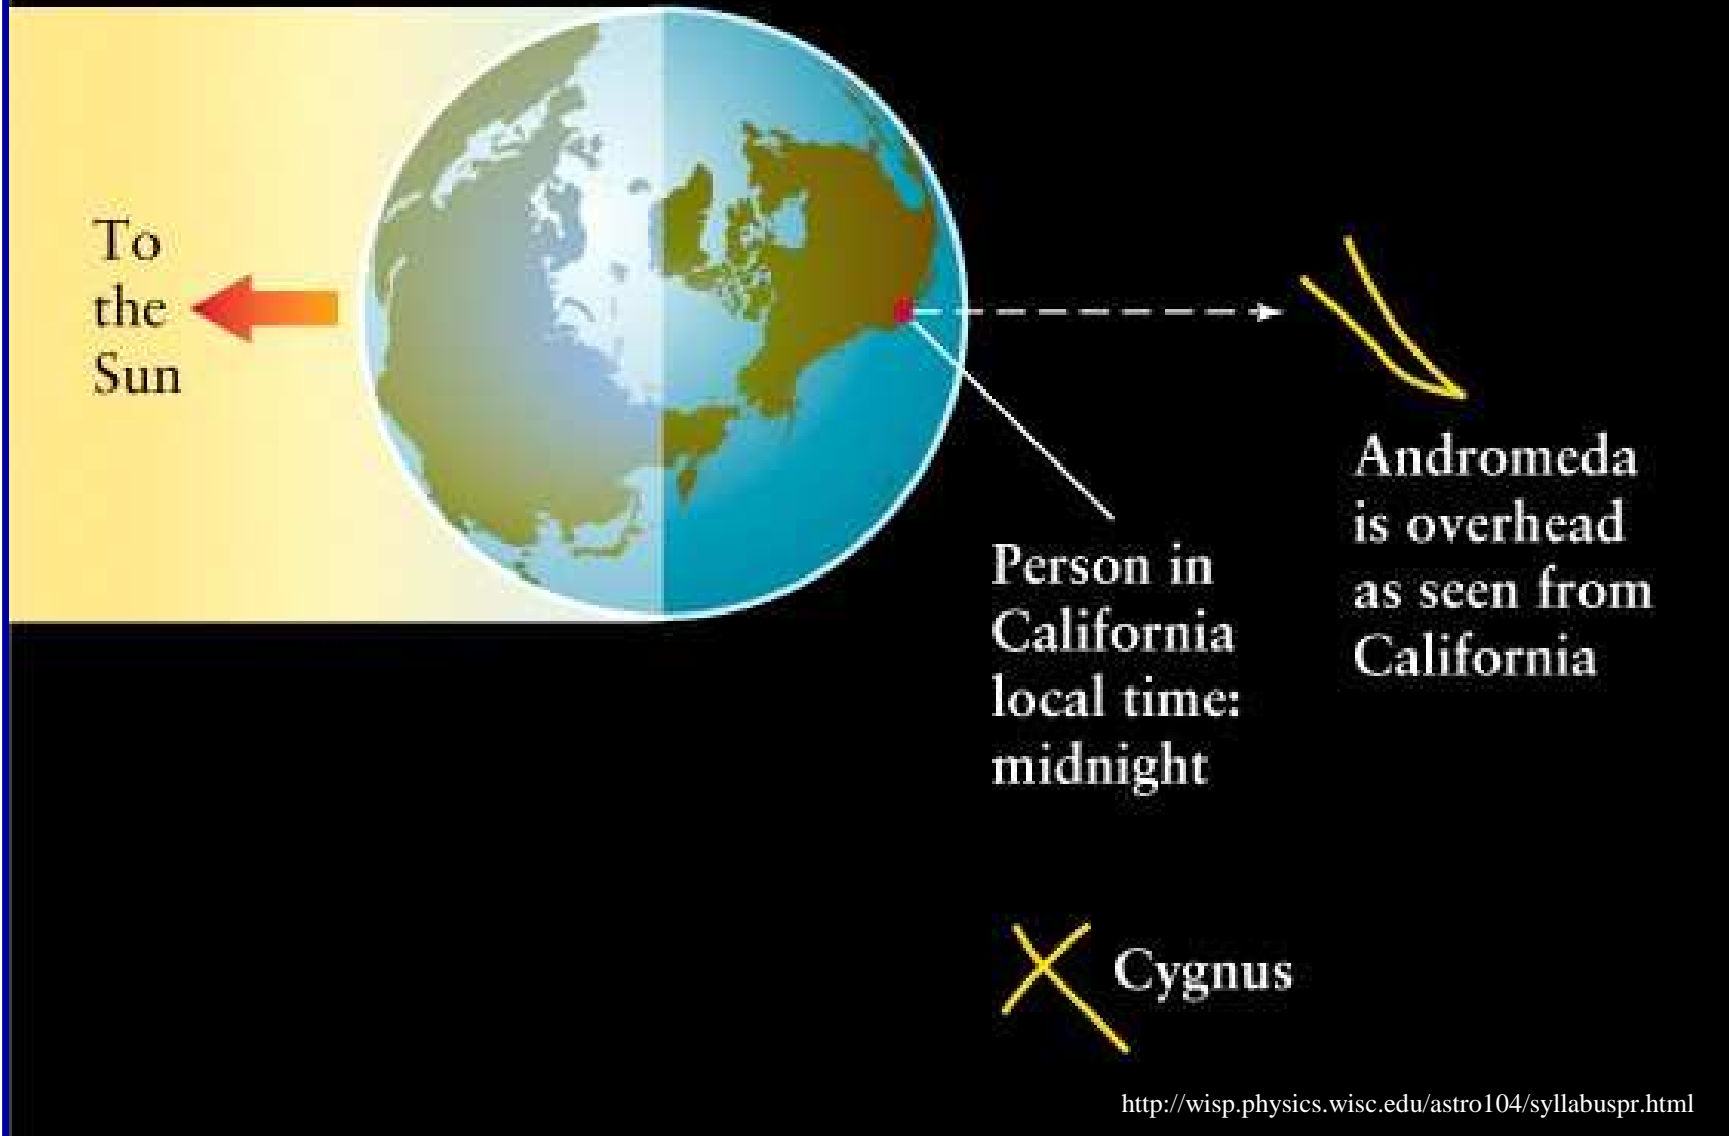 To
the
Sun
Andromeda
is overhead
as seen from
California
Person in
California
local time:
midnight
Cygnus
http://wisp.physics.wisc.edu/astro104/syllabuspr.html